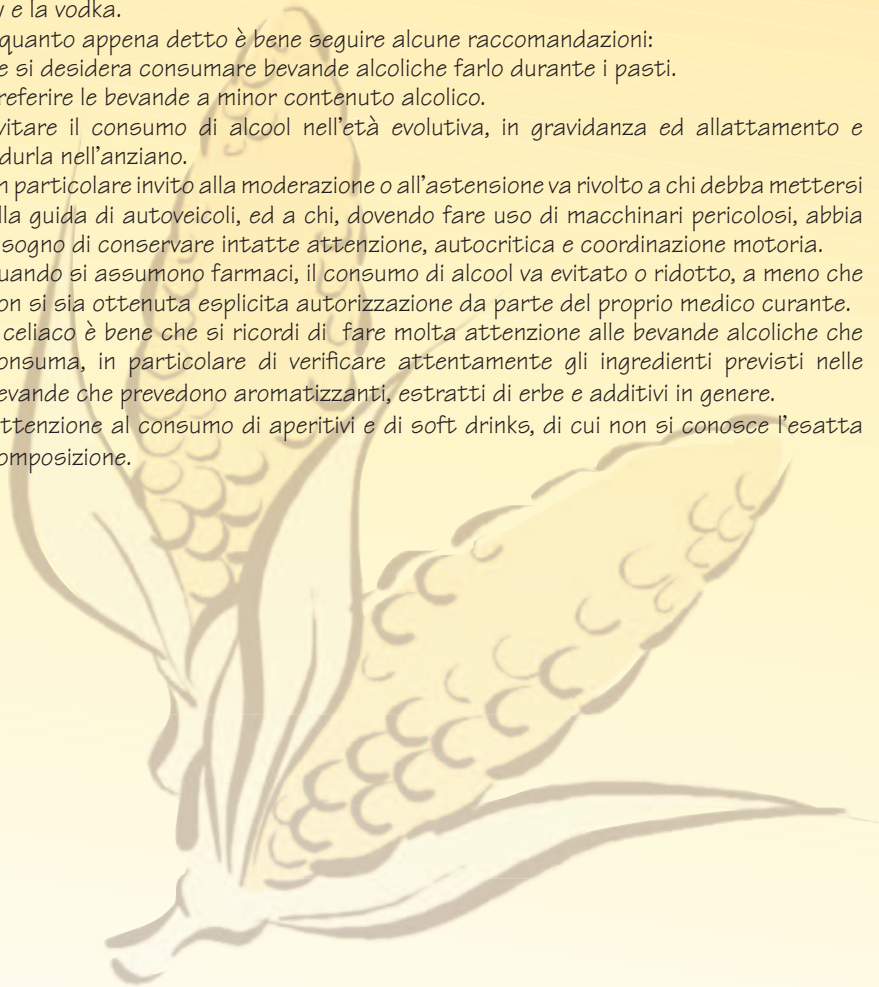 y e la vodka.
quanto appena detto è bene seguire alcune raccomandazioni:
e si desidera consumare bevande alcoliche farlo durante i pasti.
referire le bevande a minor contenuto alcolico.
vitare il consumo di alcool nell'età evolutiva, in gravidanza ed allattamento e
durla nell'anziano.
n particolare invito alla moderazione o all'astensione va rivolto a chi debba mettersi
lla guida di autoveicoli, ed a chi, dovendo fare uso di macchinari pericolosi, abbia
sogno di conservare intatte attenzione, autocritica e coordinazione motoria.
uando si assumono farmaci, il consumo di alcool va evitato o ridotto, a meno che
on si sia ottenuta esplicita autorizzazione da parte del proprio medico curante.
celiaco è bene che si ricordi di fare molta attenzione alle bevande alcoliche che
onsuma, in particolare di verificare attentamente gli ingredienti previsti nelle
evande che prevedono aromatizzanti, estratti di erbe e additivi in genere.
ttenzione al consumo di aperitivi e di soft drinks, di cui non si conosce l'esatta
omposizione.